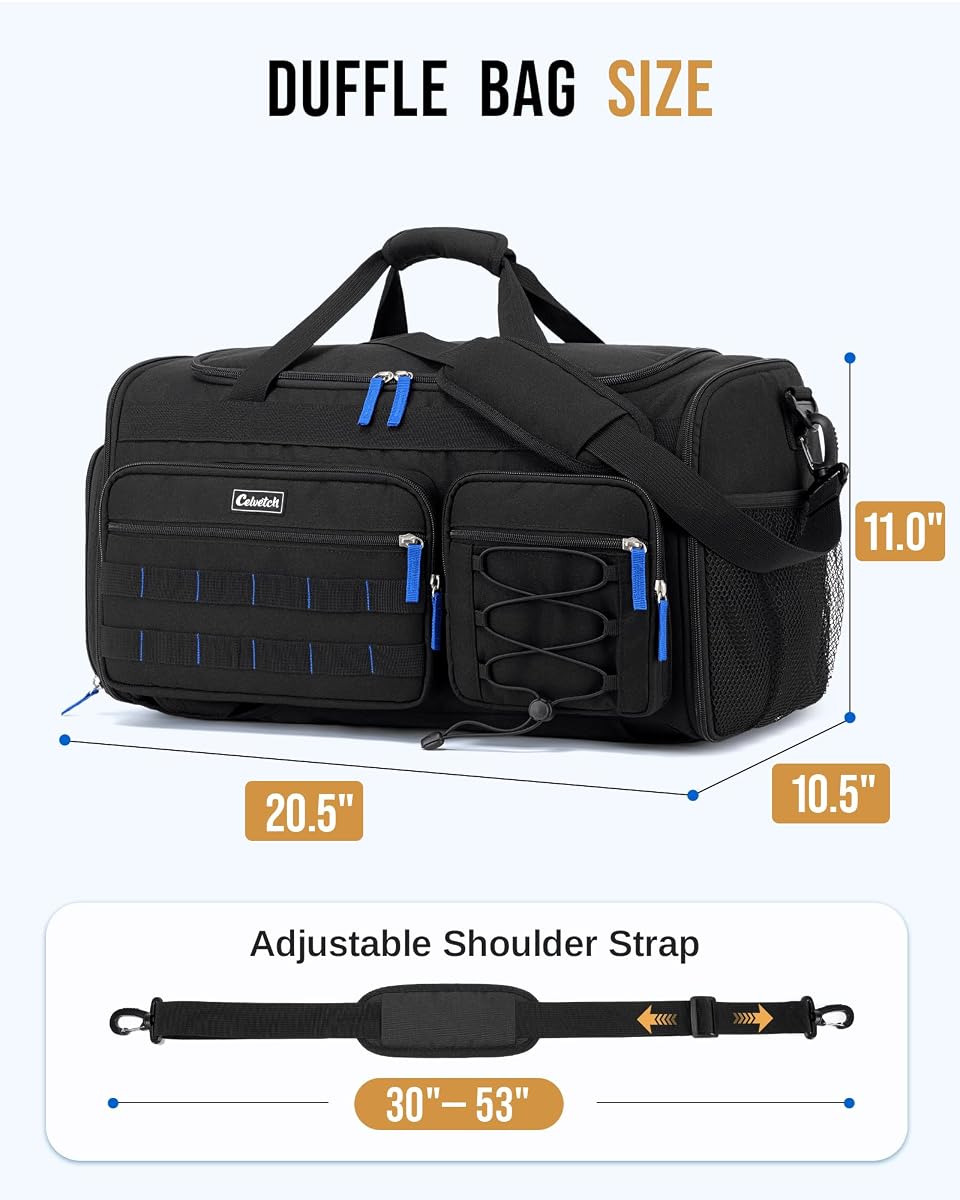 DUFFLE BAG SIZE
Celvetch
11.0"
10.5"
20.5"
Adjustable Shoulder Strap
30"— 53"